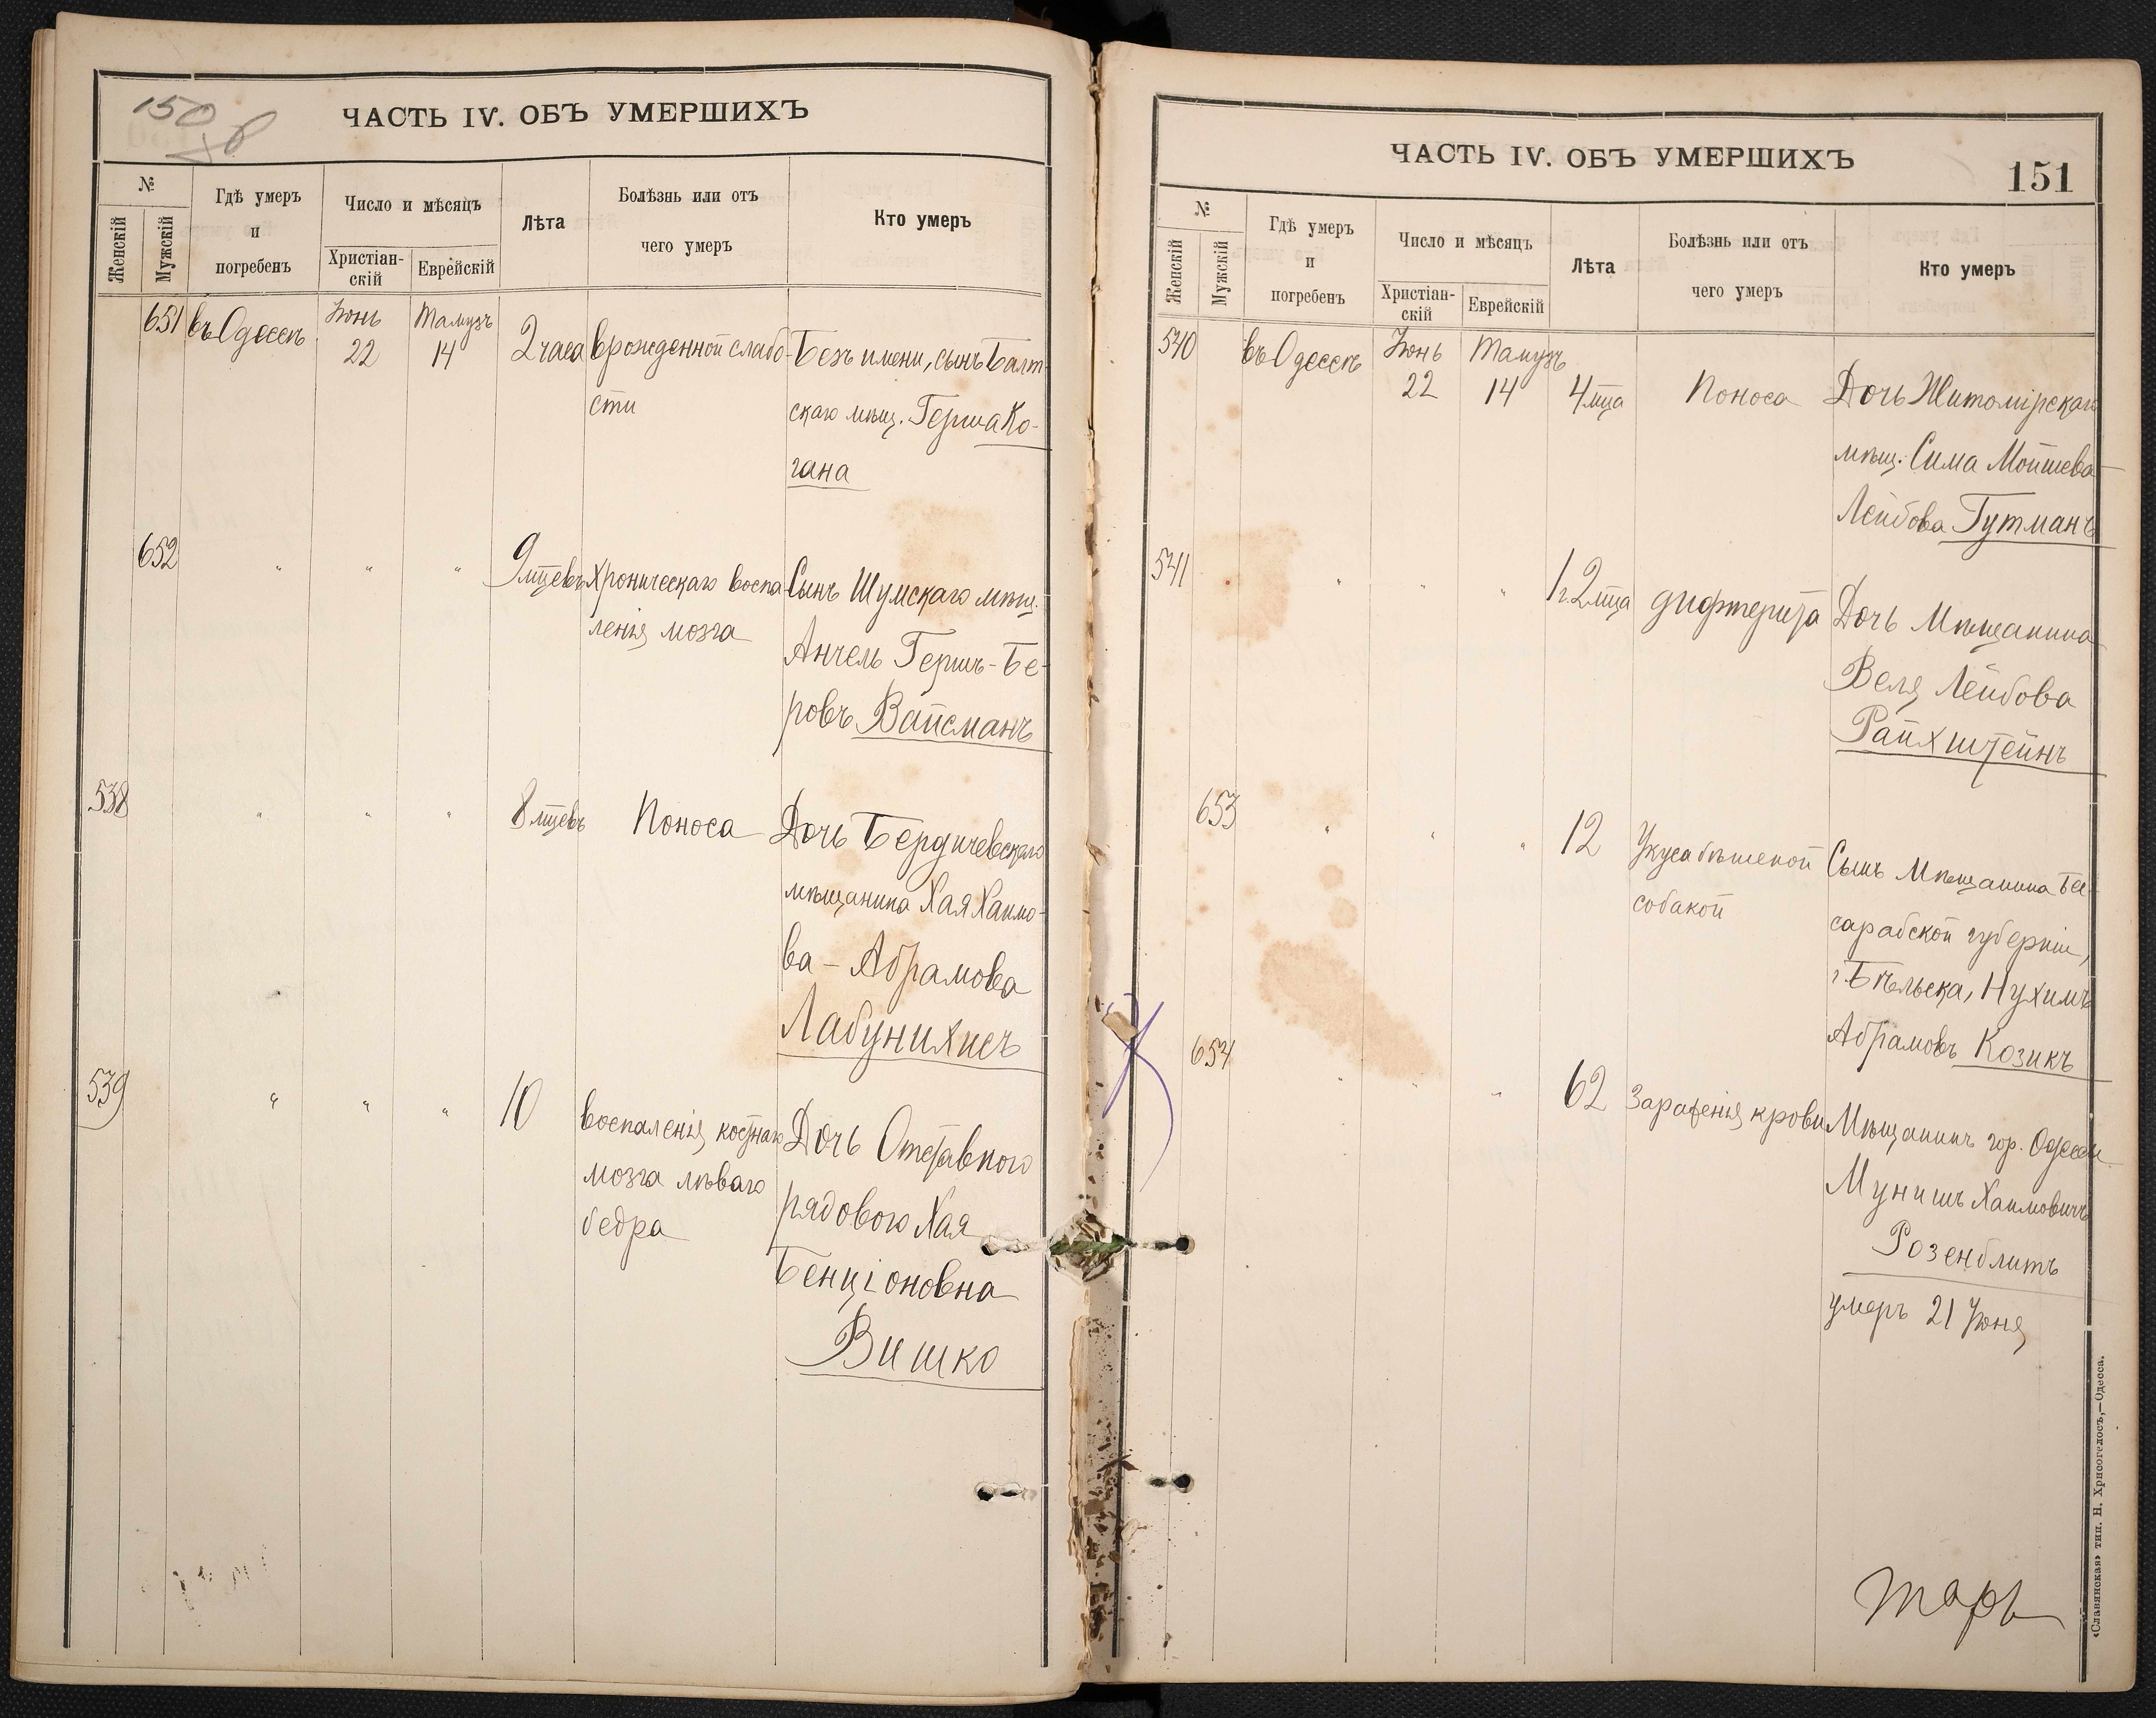 150
ЧАСТЬ IV. ОБЪ УМЕРШИХЪ
№
Женскій
Мужскій
Гдѣ умеръ
и
погребенъ
Число и мѣсяцъ
Христіан-
скій
Еврейскій
Лѣта
Болѣзнь или отъ
чего умеръ
Кто умеръ
651 въ Одессѣ Іюнь 22 Тамузъ 14 2 часа врожденной слабо- Безъ имени, сынъ Балт-
сти скаго мѣщ. Герша Ко-
гана
652 " " " 9 мцевъ Хроническаго воспа- Сынъ Шумскаго мѣщ.
ленія мозга Анчель Гершъ-Бе-
ровъ Вайсманъ
538 " " " 8 мцевъ Поноса Дочь Бердичевскаго
мѣщанина Хая Хаимо-
ва - Абрамова
Лабунихисъ
539 " " " 10 воспаленія костнаго Дочь Отставного
мозга лѣваго рядового Хая
бедра Бенціоновна
Вишко
ЧАСТЬ IV. ОБЪ УМЕРШИХЪ
151
№
Женскій
Мужскій
Гдѣ умеръ
и
погребенъ
Число и мѣсяцъ
Христіан-
скій
Еврейскій
Лѣта
Болѣзнь или отъ
чего умеръ
Кто умеръ
540 въ Одессѣ Іюнь 22 Тамузъ 14 4 мца Поноса Дочь Житомірскаго
мѣщ. Сима Мойшева-
Лейбова Гутманъ
541 " " " 1 г. 2 мца дифтерита Дочь Мѣщанина
Веля Лейбова
Райхштейнъ
653 " " " 12 Укуса бѣшеной Сынъ Мѣщанина Бес-
собакой сарабской губерніи,
г. Бѣльска, Нухимъ
Абрамовъ Козикъ
654 " " " 62 Зараженія крови Мѣщанинъ гор. Одессы
Мунишъ Хаимовичъ
Розенблитъ
умеръ 21 Іюня
«Славянская» тип. Н. Хрисогелосъ,—Одесса.